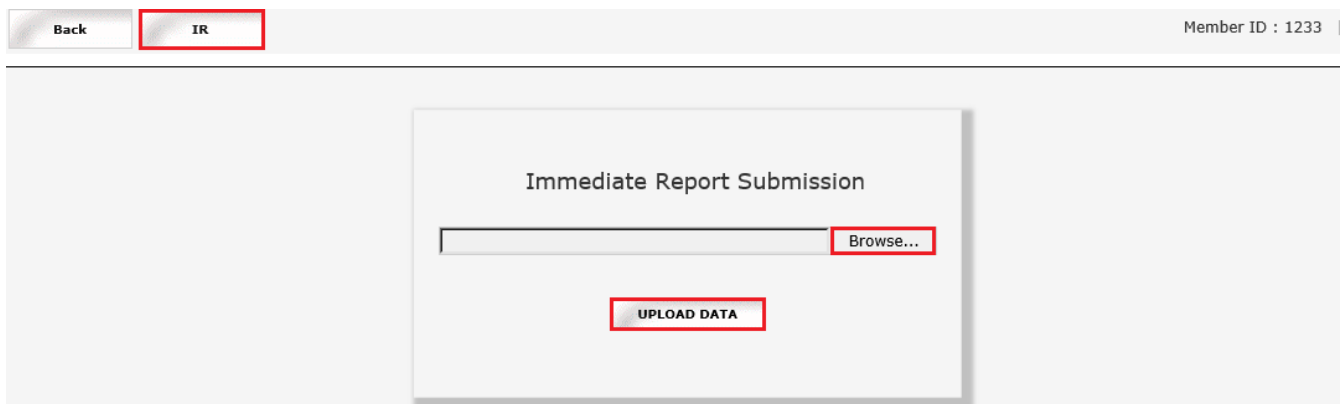 Back IR Member ID : 1233 |
Immediate Report Submission
Browse...
UPLOAD DATA